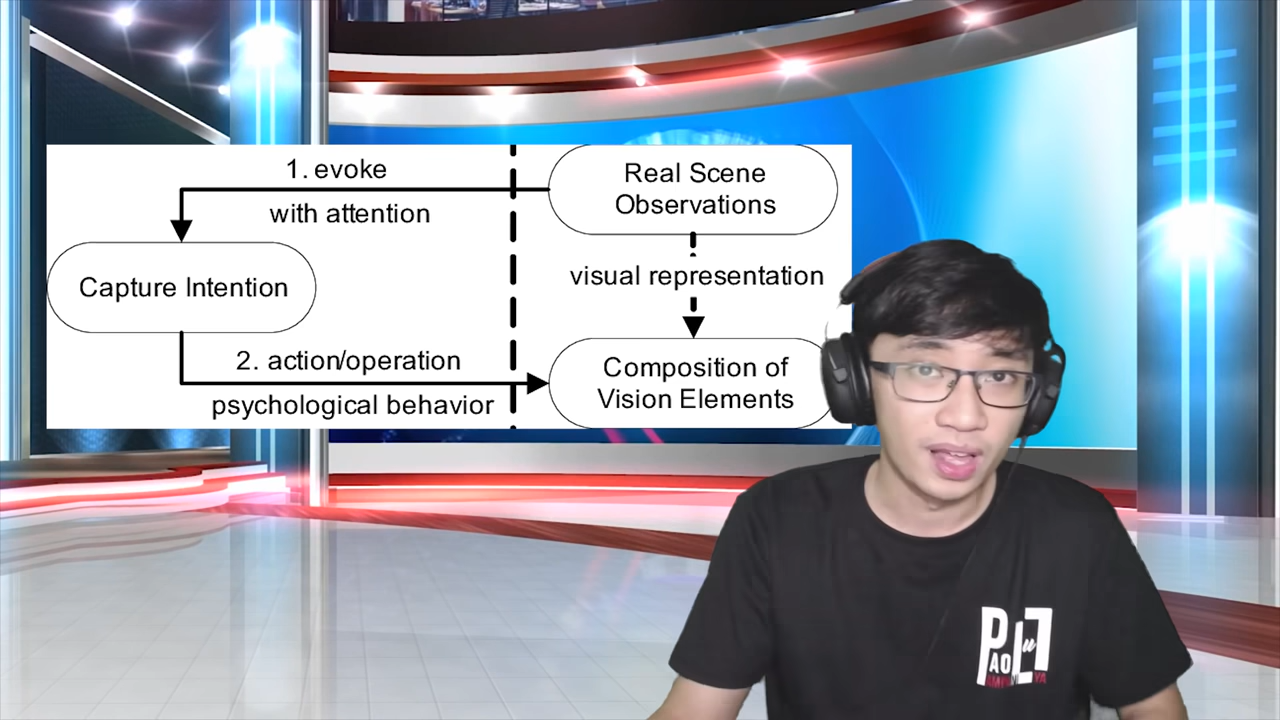 1. evoke
with attention
Real Scene
Observations
visual representation
Capture Intention
2. action/operation
psychological behavior
Composition of
Vision Elements